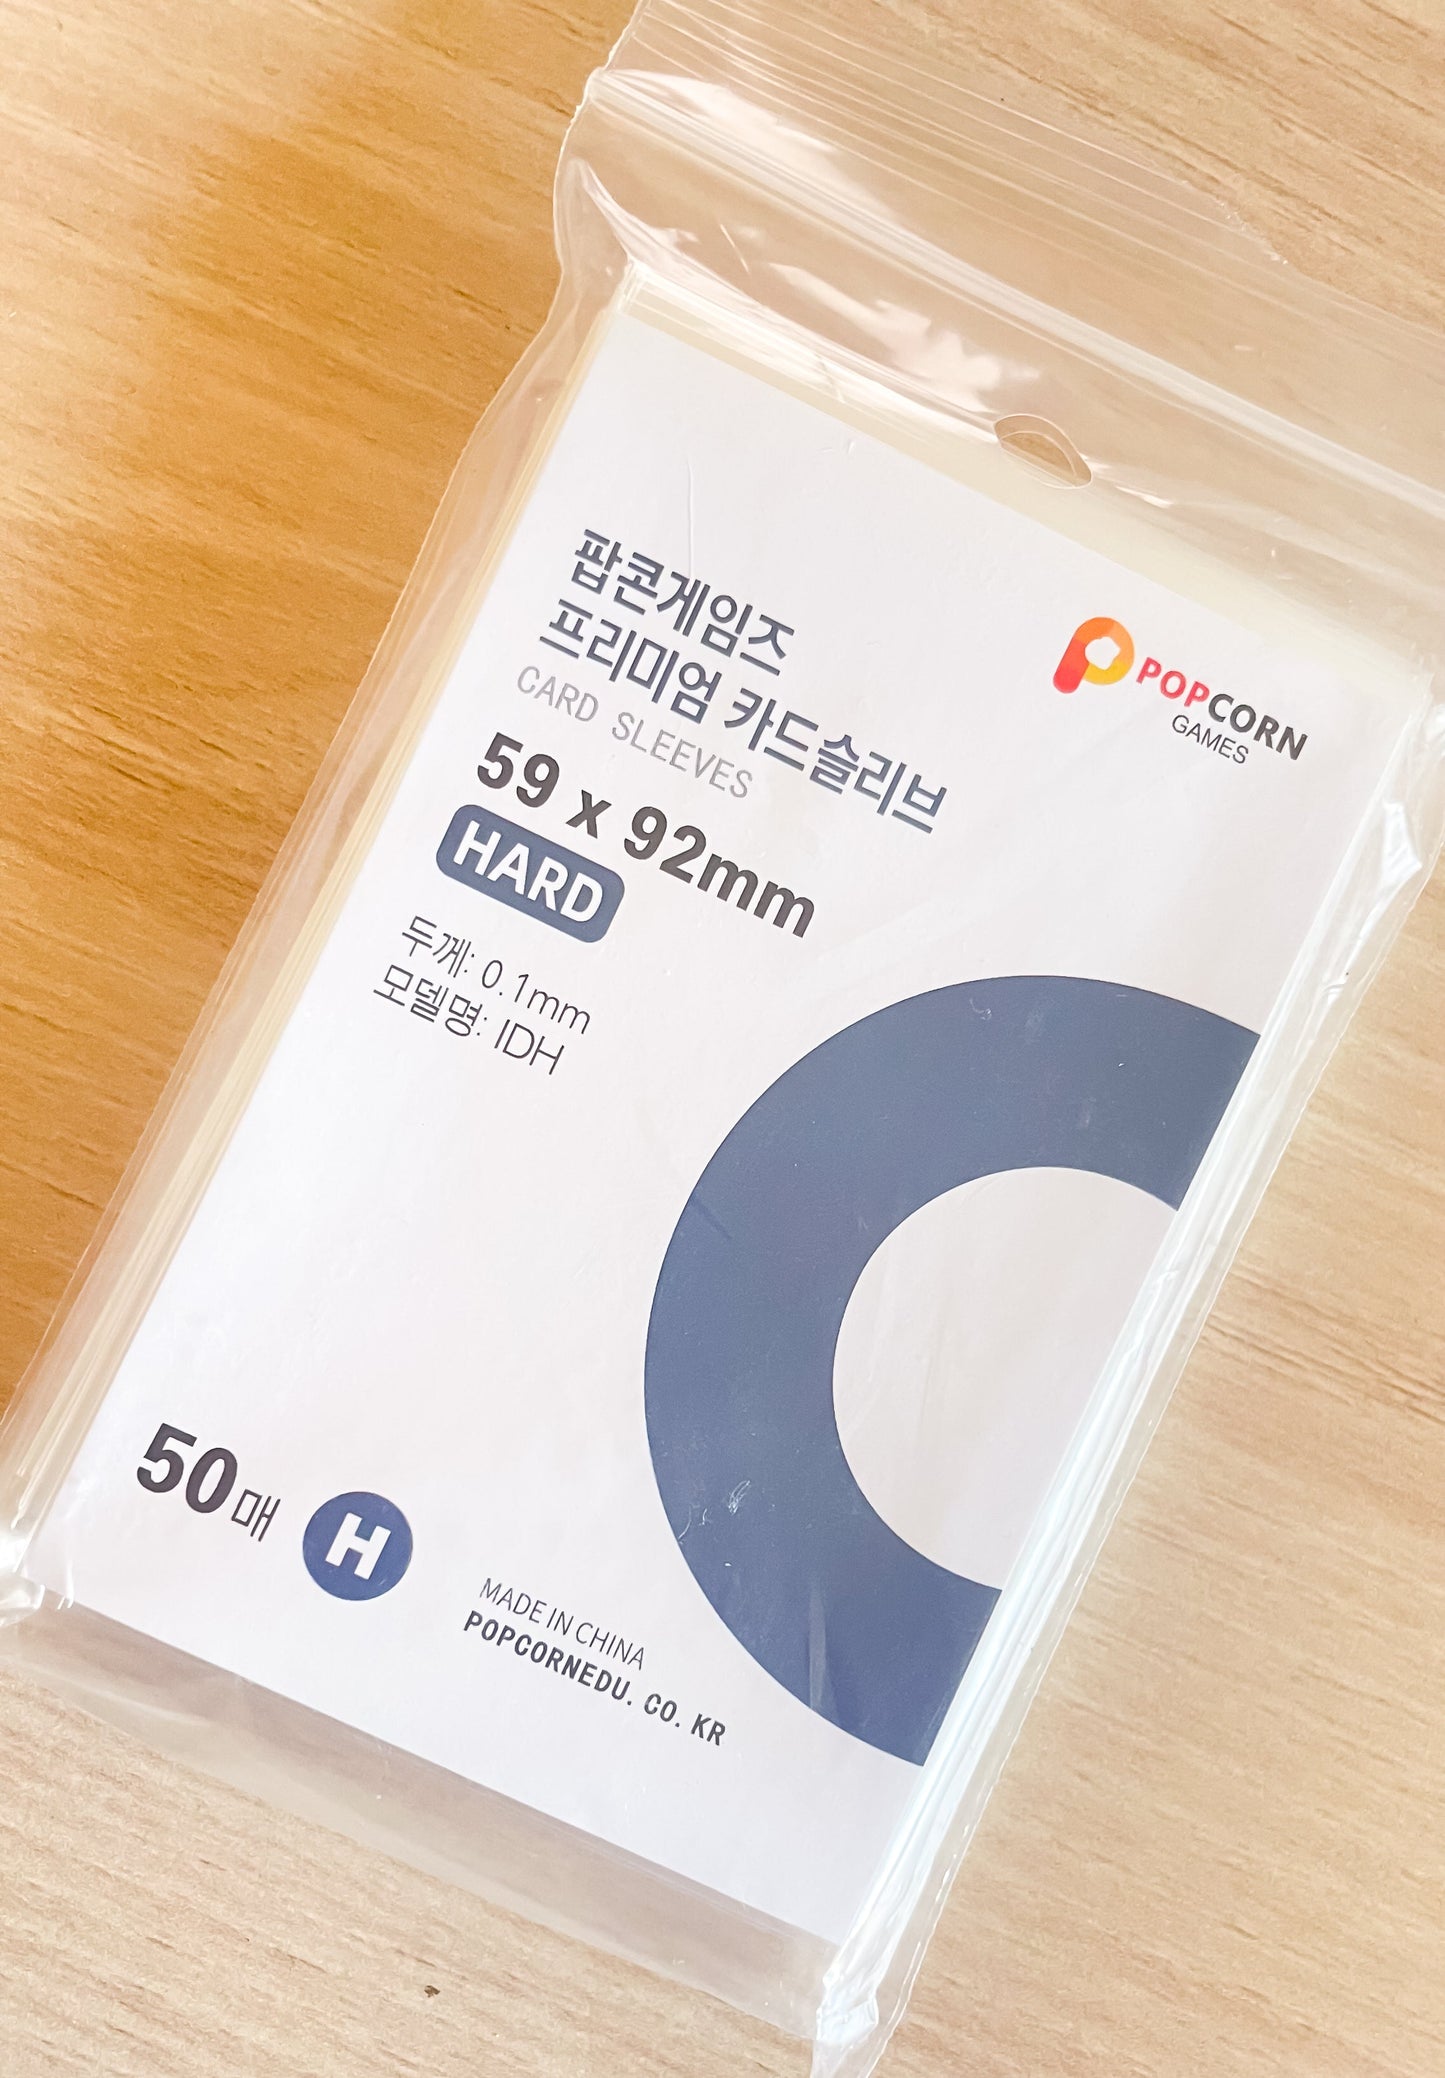 팝콘게임즈
프리미엄 카드슬리브
CARD SLEEVES
59 x 92mm
HARD
두께: 0.1mm
모델명: IDH
POPCORN
GAMES
50매
H
MADE IN CHINA
POPCORNEDU. CO. KR